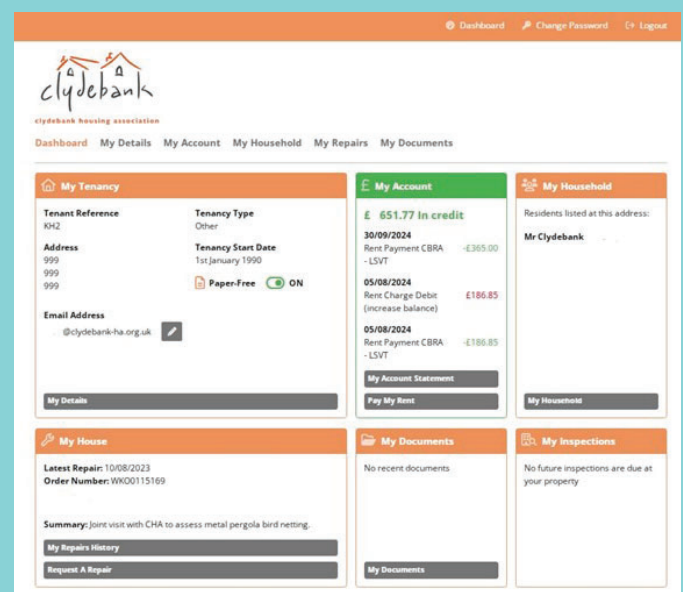 Dashboard Change Password Logout
clydebank
clydebank housing association
Dashboard My Details My Account My Household My Repairs My Documents
My Tenancy
Tenant Reference
KH2
Tenancy Type
Other
Address
999
999
999
Tenancy Start Date
1st January 1990
Paper-Free ON
Email Address
@clydebank-ha.org.uk
My Details
£ My Account
£ 651.77 In credit
30/09/2024
Rent Payment CBRA -£365.00
- LSVT
05/08/2024
Rent Charge Debit £186.85
(increase balance)
05/08/2024
Rent Payment CBRA -£186.85
- LSVT
My Account Statement
Pay My Rent
My Household
Residents listed at this address:
Mr Clydebank
My Household
My House
Latest Repair: 10/08/2023
Order Number: WKO0115169
Summary: Joint visit with CHA to assess metal pergola bird netting.
My Repairs History
Request A Repair
My Documents
No recent documents
My Documents
My Inspections
No future inspections are due at
your property